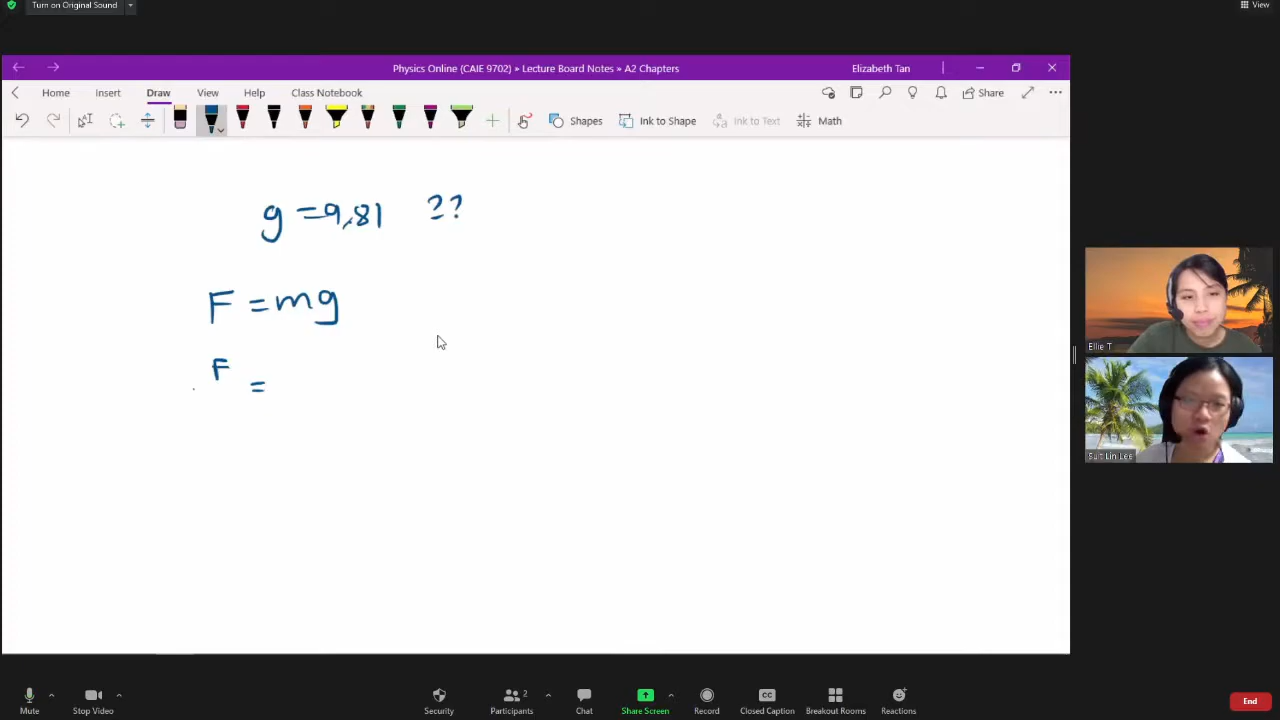 Turn on Original Sound
View
Physics Online (CAIE 9702) » Lecture Board Notes » A2 Chapters
Elizabeth Tan
Home Insert Draw View Help Class Notebook
Share
Shapes
Ink to Shape
Ink to Text
Math
g = 9.81 ??
F = mg
F =
Ellie T
Suit Lin Lee
Mute
Stop Video
Security
Participants 2
Chat
Share Screen
Record
Closed Caption
Breakout Rooms
Reactions
End